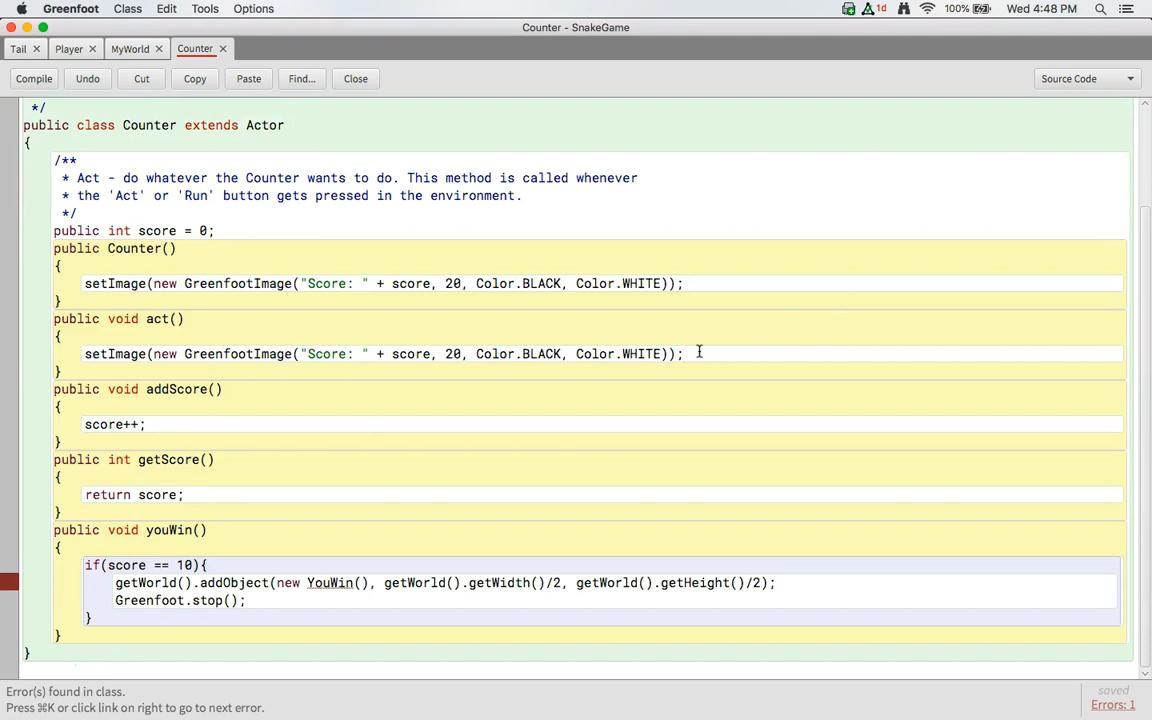 Greenfoot Class Edit Tools Options 1d 100% Wed 4:48 PM
Counter - SnakeGame
Tail Player MyWorld Counter
Compile Undo Cut Copy Paste Find... Close Source Code
*/
public class Counter extends Actor
{
/**
* Act - do whatever the Counter wants to do. This method is called whenever
* the 'Act' or 'Run' button gets pressed in the environment.
*/
public int score = 0;
public Counter()
{
setImage(new GreenfootImage("Score: " + score, 20, Color.BLACK, Color.WHITE));
}
public void act()
{
setImage(new GreenfootImage("Score: " + score, 20, Color.BLACK, Color.WHITE));
}
public void addScore()
{
score++;
}
public int getScore()
{
return score;
}
public void youWin()
{
if(score == 10){
getWorld().addObject(new YouWin(), getWorld().getWidth()/2, getWorld().getHeight()/2);
Greenfoot.stop();
}
}
}
Error(s) found in class.
Press ⌘K or click link on right to go to next error.
saved
Errors: 1